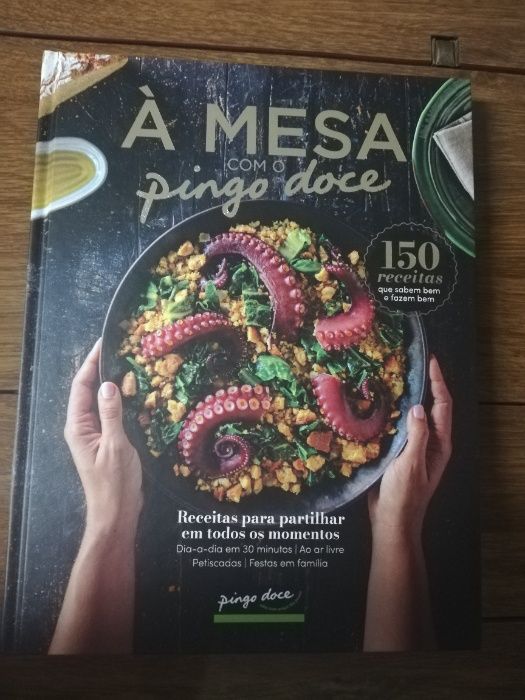 À MESA
COM O
pingo doce
150
receitas
que sabem bem
e fazem bem
Receitas para partilhar
em todos os momentos
Dia-a-dia em 30 minutos | Ao ar livre
Petiscadas | Festas em família
pingo doce